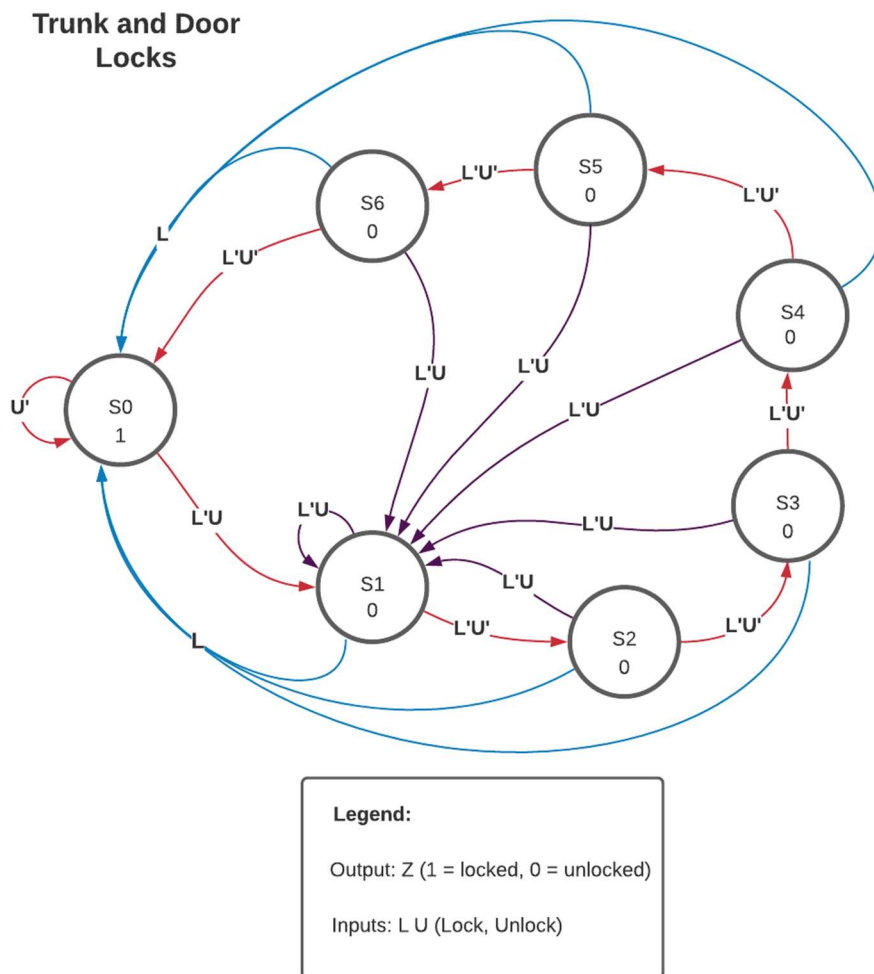 Trunk and Door
Locks
L
S6
0
L'U'
S5
0
L'U'
L'U'
S4
0
U'
S0
1
L'U
L'U
L'U
L'U'
L'U
L'U
S1
0
L'U
S3
0
L'U
L'U'
S2
0
L'U'
L
Legend:
Output: Z (1 = locked, 0 = unlocked)
Inputs: L U (Lock, Unlock)